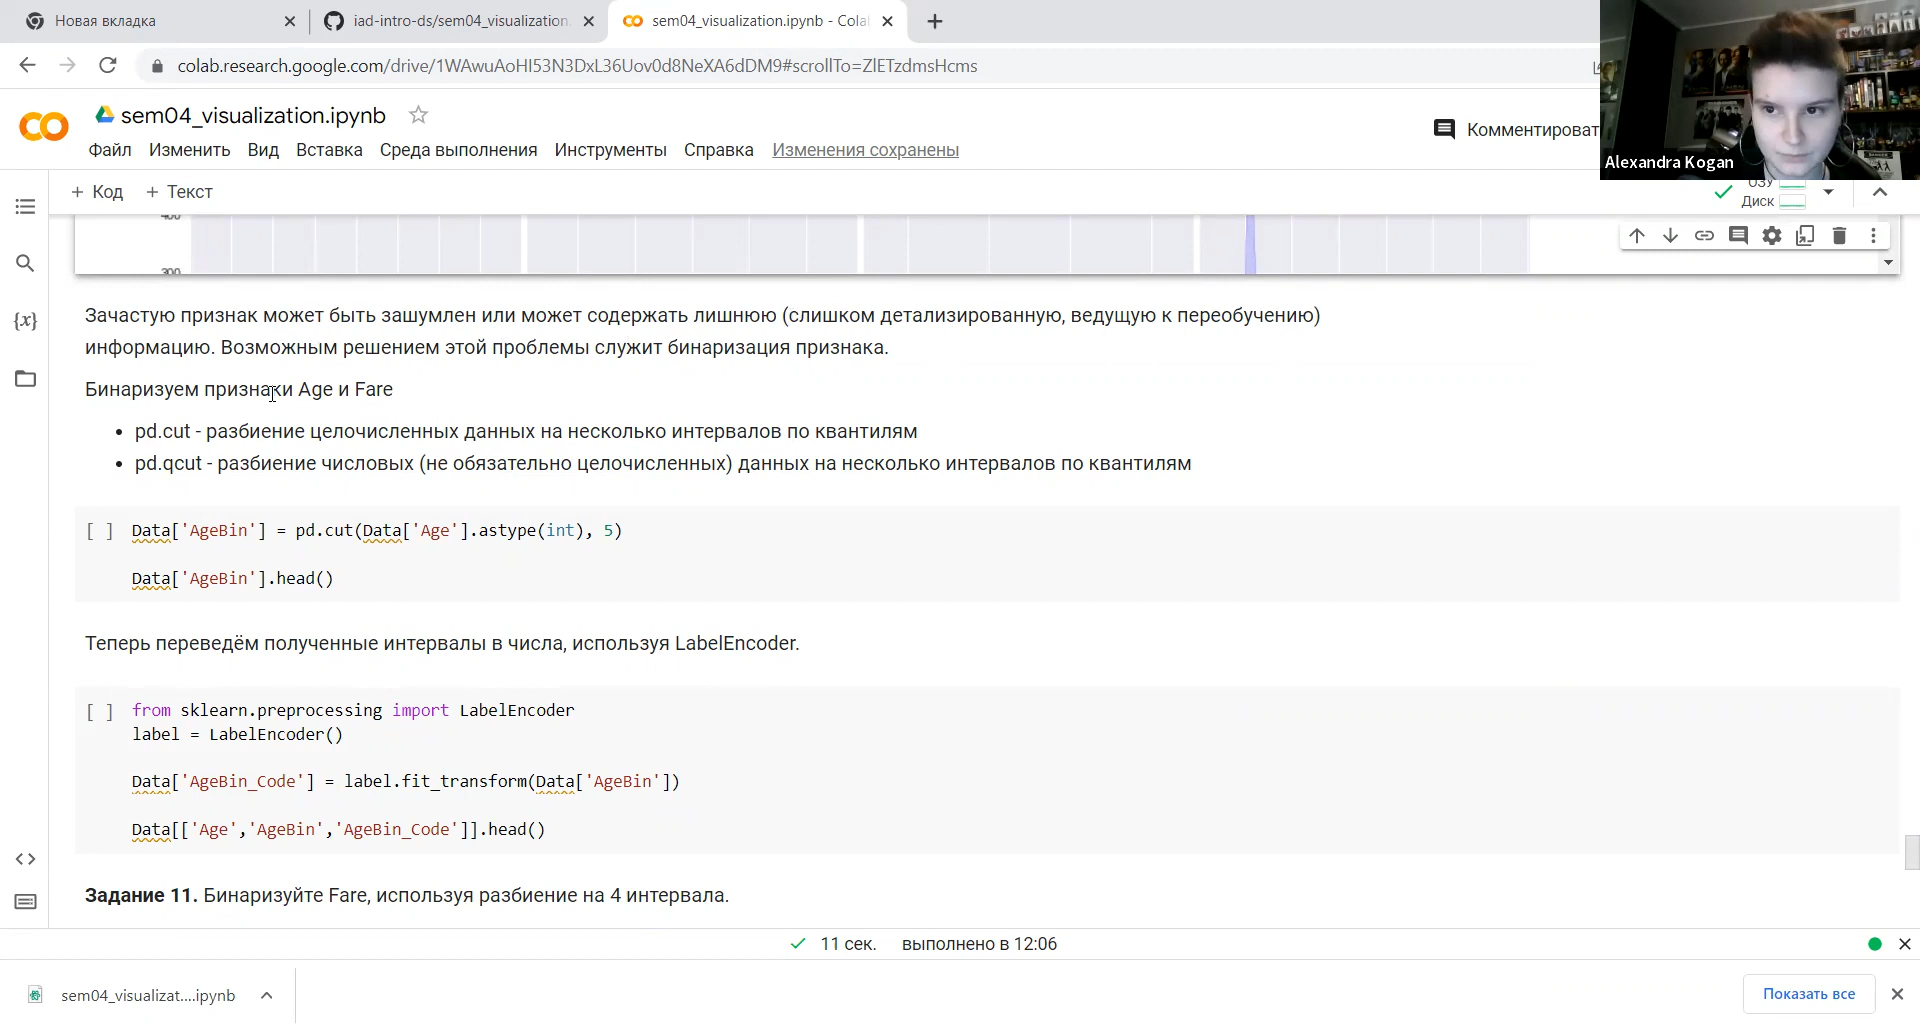 Новая вкладка
iad-intro-ds/sem04_visualization.
sem04_visualization.ipynb - Cola
colab.research.google.com/drive/1WAwuAoHI53N3DxL36Uov0d8NeXA6dDM9#scrollTo=ZlETzdmsHcms
sem04_visualization.ipynb
Комментироват
Файл Изменить Вид Вставка Среда выполнения Инструменты Справка Изменения сохранены
Alexandra Kogan
+ Код + Текст
ОЗУ
Диск
400
300
Зачастую признак может быть зашумлен или может содержать лишнюю (слишком детализированную, ведущую к переобучению)
информацию. Возможным решением этой проблемы служит бинаризация признака.
Бинаризуем признаки Age и Fare
• pd.cut - разбиение целочисленных данных на несколько интервалов по квантилям
• pd.qcut - разбиение числовых (не обязательно целочисленных) данных на несколько интервалов по квантилям
[ ] Data['AgeBin'] = pd.cut(Data['Age'].astype(int), 5)
Data['AgeBin'].head()
Теперь переведём полученные интервалы в числа, используя LabelEncoder.
[ ] from sklearn.preprocessing import LabelEncoder
label = LabelEncoder()
Data['AgeBin_Code'] = label.fit_transform(Data['AgeBin'])
Data[['Age','AgeBin','AgeBin_Code']].head()
Задание 11. Бинаризуйте Fare, используя разбиение на 4 интервала.
11 сек. выполнено в 12:06
sem04_visualizat....ipynb
Показать все